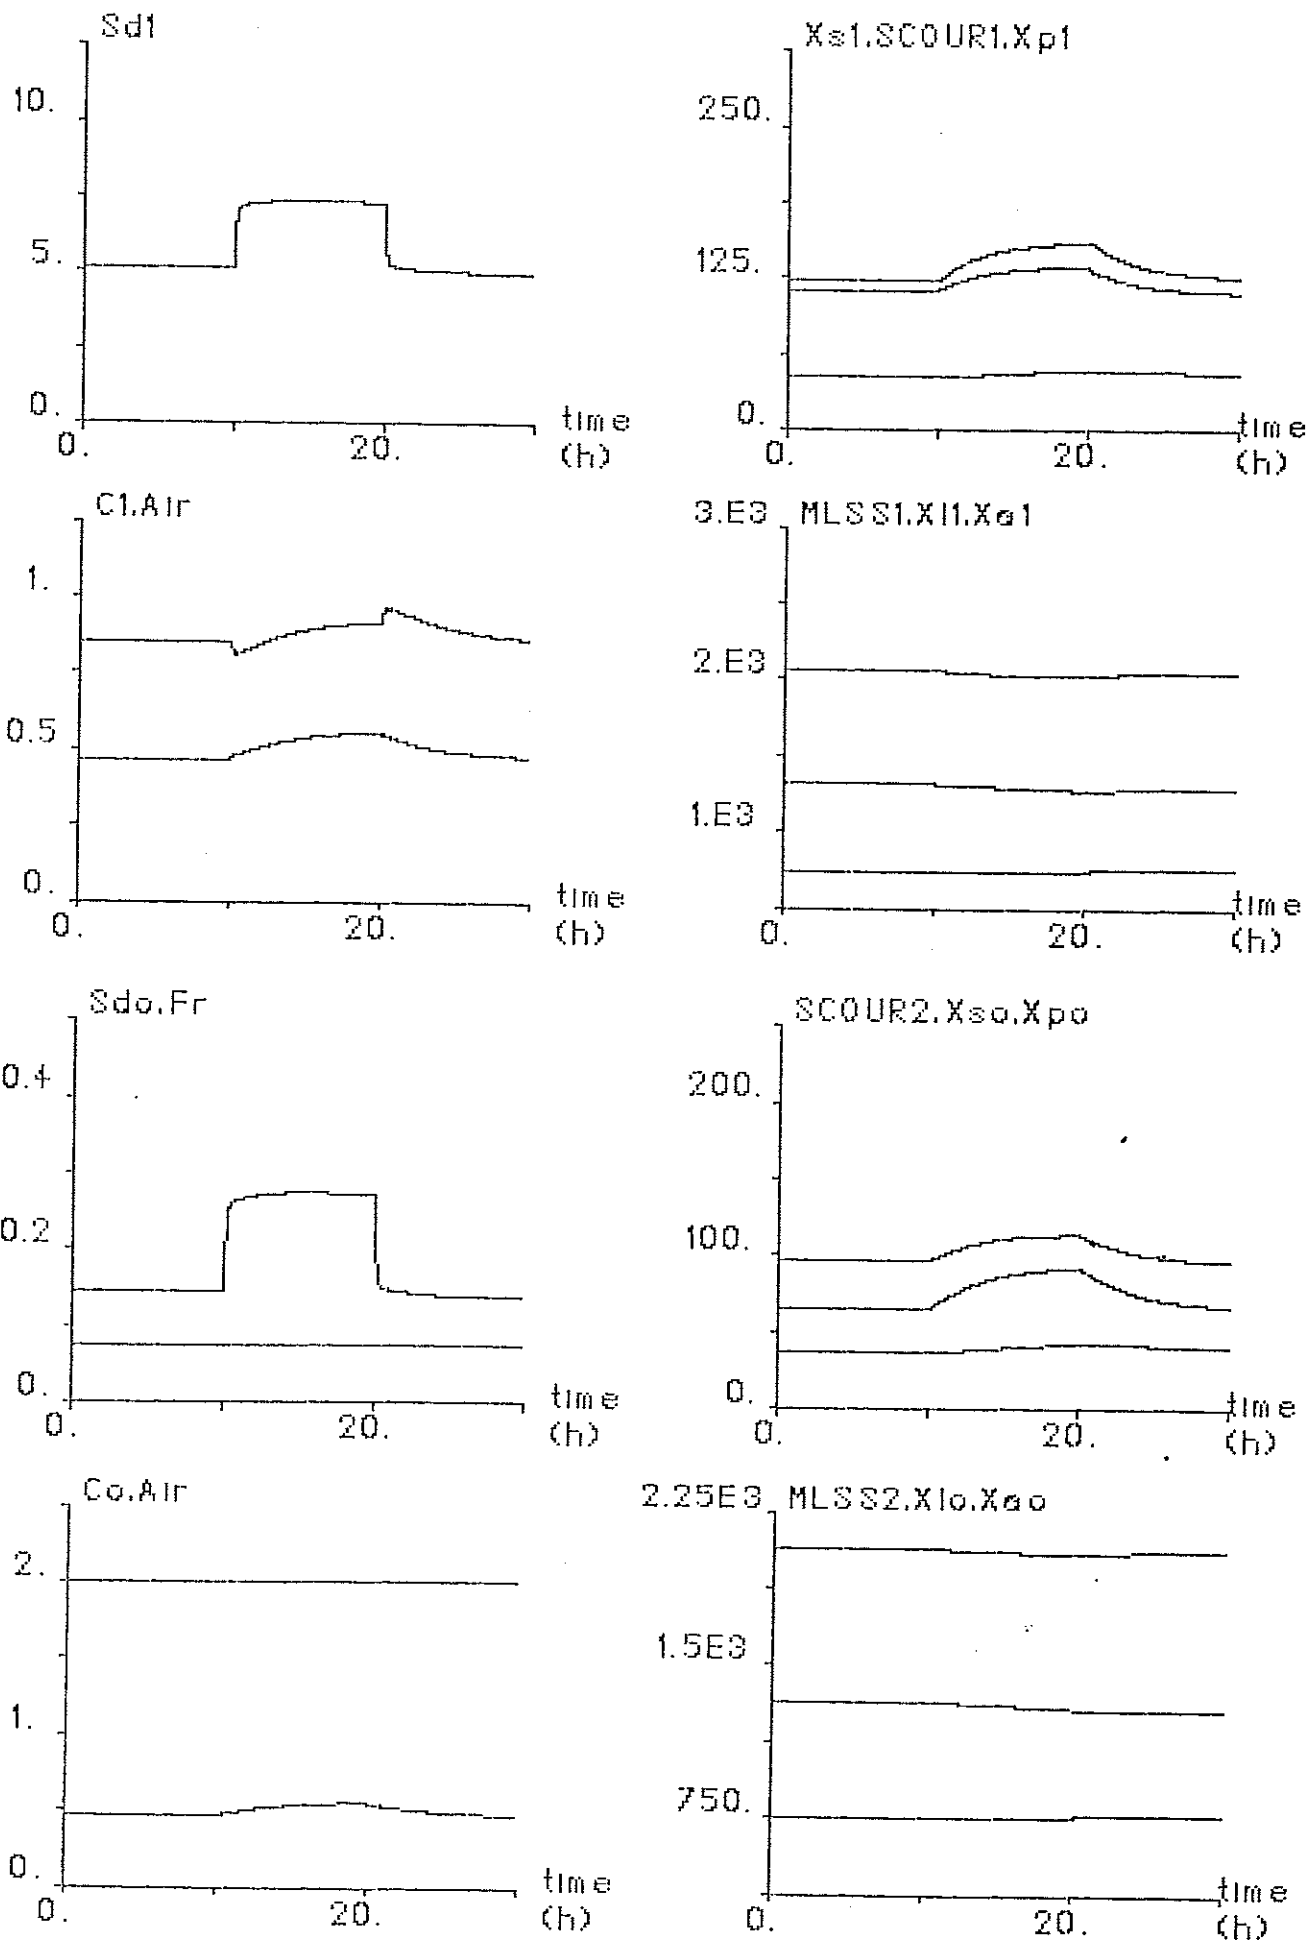 Sd1
10.
5.
0.
0.
20.
time
(h)
Xs1.SCOUR1.Xp1
250.
125.
0.
0.
20.
time
(h)
C1.Air
1.
0.5
0.
0.
20.
time
(h)
3.E3 MLSS1.Xi1.Xa1
2.E3
1.E3
0.
20.
time
(h)
Sdo.Fr
0.4
0.2
0.
0.
20.
time
(h)
SCOUR2.Xso.Xpo
200.
100.
0.
0.
20.
time
(h)
Co.Air
2.
1.
0.
0.
20.
time
(h)
2.25E3 MLSS2.Xio.Xao
1.5E3
750.
0.
20.
time
(h)